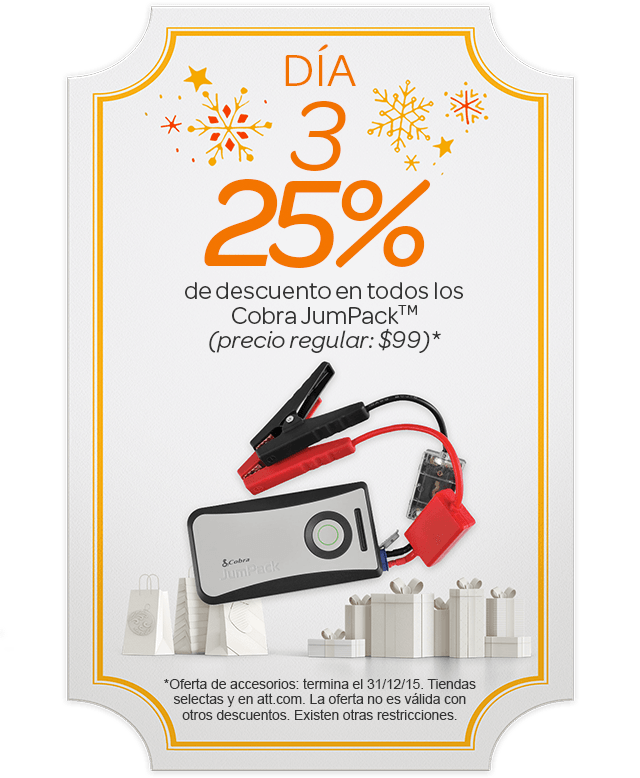 DÍA
3
25%
de descuento en todos los
Cobra JumPack™
(precio regular: $99)*
Cobra
JumPack
*Oferta de accesorios: termina el 31/12/15. Tiendas
selectas y en att.com. La oferta no es válida con
otros descuentos. Existen otras restricciones.